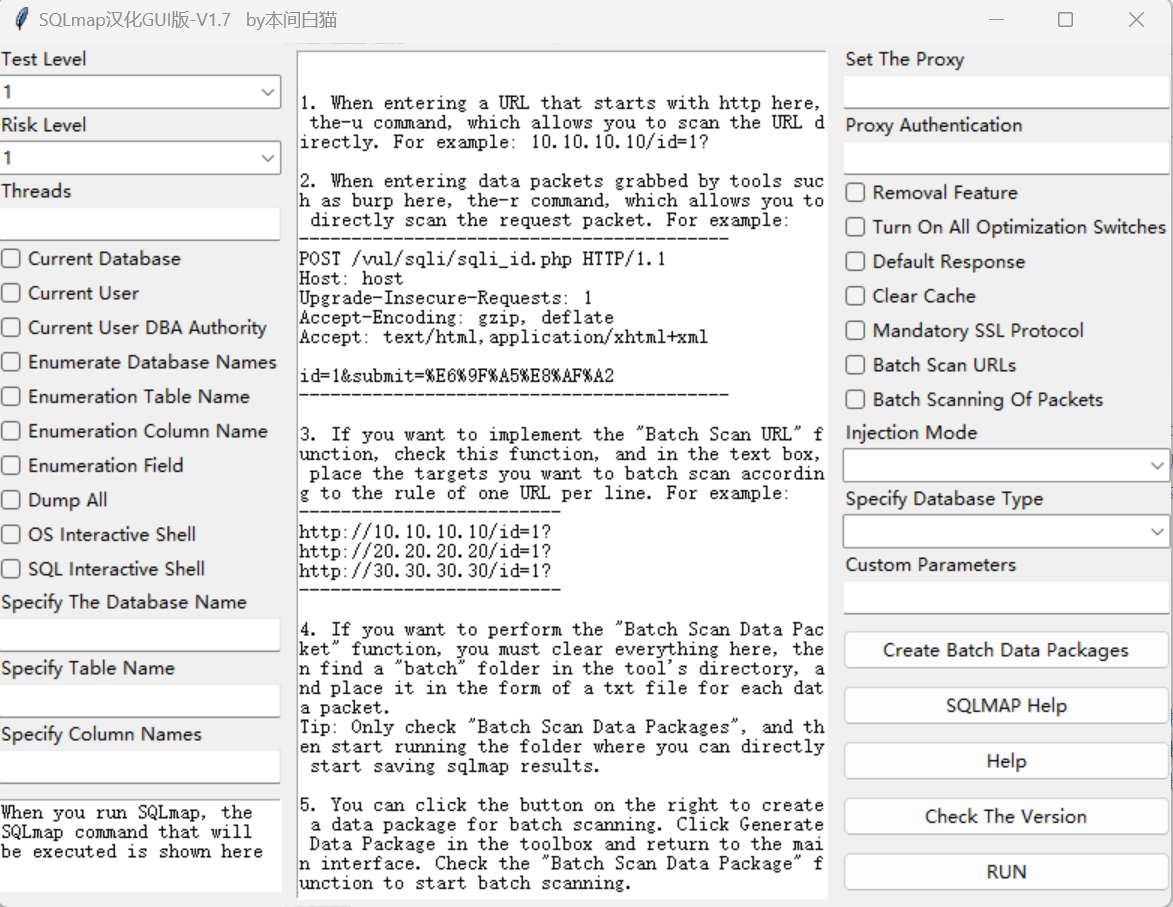 SQLmap汉化GUI版-V1.7 by本间白猫
Test Level
1
Risk Level
1
Threads
Current Database
Current User
Current User DBA Authority
Enumerate Database Names
Enumeration Table Name
Enumeration Column Name
Enumeration Field
Dump All
OS Interactive Shell
SQL Interactive Shell
Specify The Database Name
Specify Table Name
Specify Column Names
When you run SQLmap, the
SQLmap command that will
be executed is shown here
1. When entering a URL that starts with http here,
the-u command, which allows you to scan the URL d
irectly. For example: 10.10.10.10/id=1?
2. When entering data packets grabbed by tools suc
h as burp here, the-r command, which allows you to
directly scan the request packet. For example:
-----------------------------------------
POST /vul/sqli/sqli_id.php HTTP/1.1
Host: host
Upgrade-Insecure-Requests: 1
Accept-Encoding: gzip, deflate
Accept: text/html,application/xhtml+xml
id=1&submit=%E6%9F%A5%E8%AF%A2
-----------------------------------------
3. If you want to implement the "Batch Scan URL" f
unction, check this function, and in the text box,
place the targets you want to batch scan accordin
g to the rule of one URL per line. For example:
-------------------------
http://10.10.10.10/id=1?
http://20.20.20.20/id=1?
http://30.30.30.30/id=1?
-------------------------
4. If you want to perform the "Batch Scan Data Pac
ket" function, you must clear everything here, the
n find a "batch" folder in the tool's directory, a
nd place it in the form of a txt file for each dat
a packet.
Tip: Only check "Batch Scan Data Packages", and th
en start running the folder where you can directly
start saving sqlmap results.
5. You can click the button on the right to create
a data package for batch scanning. Click Generate
Data Package in the toolbox and return to the mai
n interface. Check the "Batch Scan Data Package" f
unction to start batch scanning.
Set The Proxy
Proxy Authentication
Removal Feature
Turn On All Optimization Switches
Default Response
Clear Cache
Mandatory SSL Protocol
Batch Scan URLs
Batch Scanning Of Packets
Injection Mode
Specify Database Type
Custom Parameters
Create Batch Data Packages
SQLMAP Help
Help
Check The Version
RUN